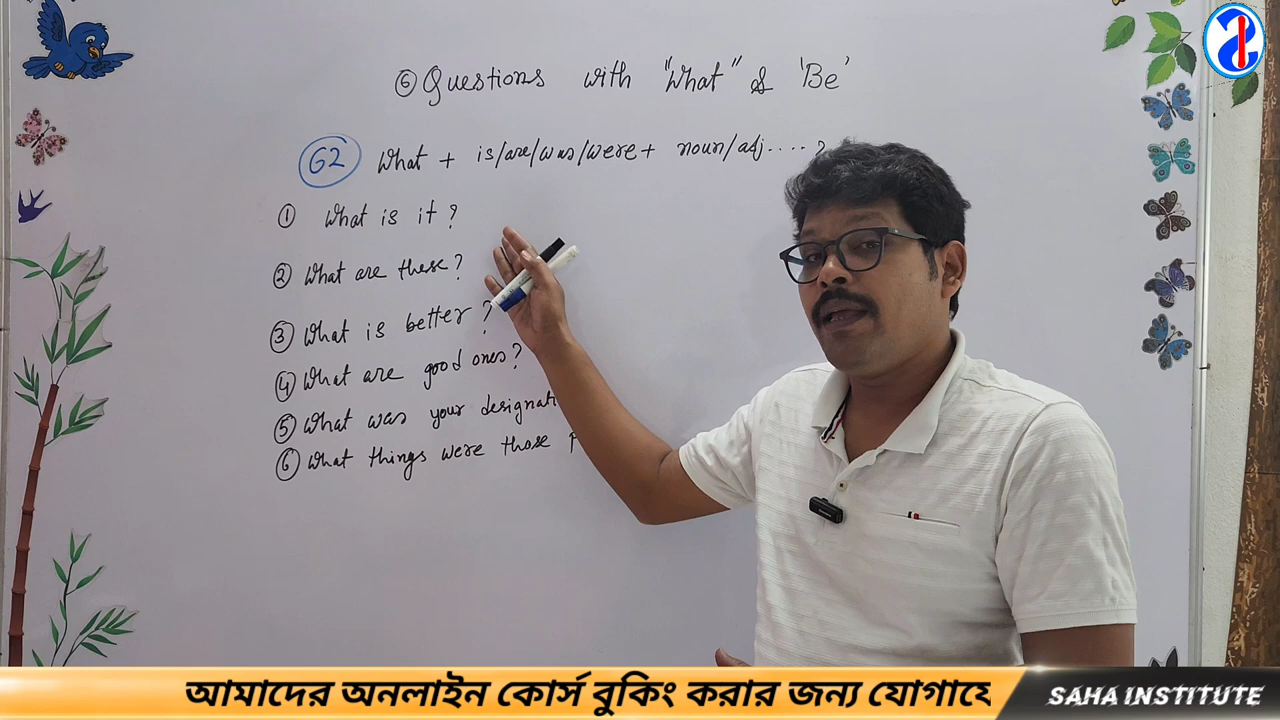 ⑥ Questions with "What" & 'Be'
G2 What + is/are/was/were + noun/adj.... ?
① What is it ?
② What are these ?
③ What is better ?
④ What are good ones ?
⑤ What was your designati
⑥ What things were those
আমাদের অনলাইন কোর্স বুকিং করার জন্য যোগাযে
SAHA INSTITUTE